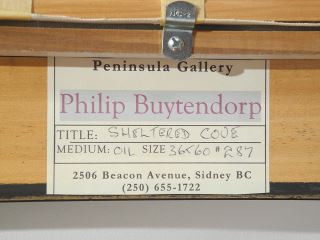 Peninsula Gallery
Philip Buytendorp
TITLE: SHELTERED COVE
MEDIUM: OIL SIZE 36x60 #287
2506 Beacon Avenue, Sidney BC
(250) 655-1722